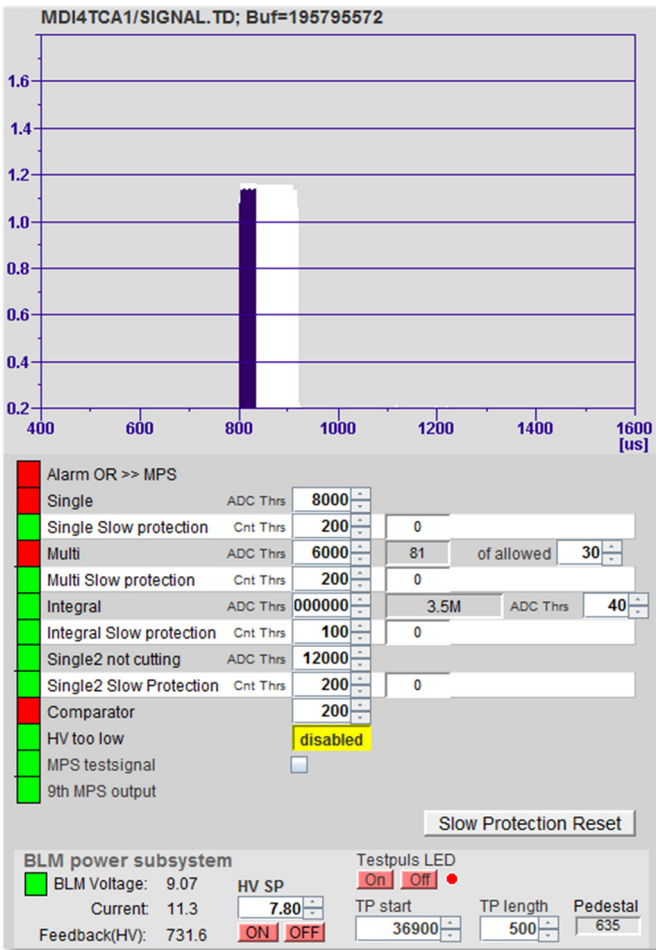 MDI4TCA1/SIGNAL.TD; Buf=195795572
1.6
1.4
1.2
1.0
0.8
0.6
0.4
0.2
400 600 800 1000 1200 1400 1600
[us]
Alarm OR >> MPS
Single ADC Thrs 8000
Single Slow protection Cnt Thrs 200 0
Multi ADC Thrs 6000 81 of allowed 30
Multi Slow protection Cnt Thrs 200 0
Integral ADC Thrs 000000 3.5M ADC Thrs 40
Integral Slow protection Cnt Thrs 100 0
Single2 not cutting ADC Thrs 12000
Single2 Slow Protection Cnt Thrs 200 0
Comparator 200
HV too low disabled
MPS testsignal
9th MPS output
Slow Protection Reset
BLM power subsystem Testpuls LED
BLM Voltage: 9.07 HV SP On Off
Current: 11.3 7.80 TP start TP length Pedestal
Feedback(HV): 731.6 ON OFF 36900 500 635